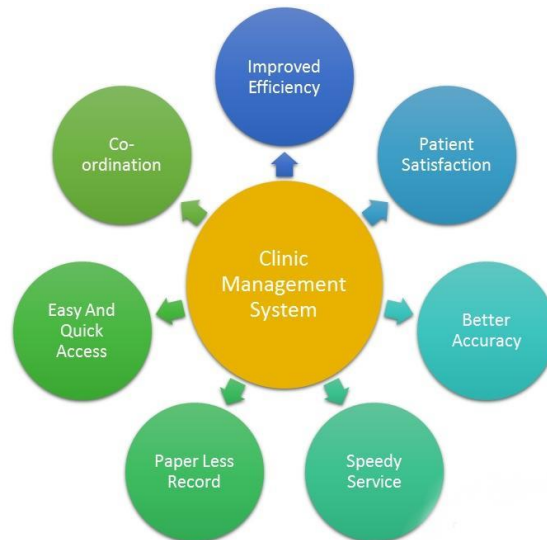 Improved
Efficiency
Patient
Satisfaction
Better
Accuracy
Speedy
Service
Paper Less
Record
Easy And
Quick
Access
Co-
ordination
Clinic
Management
System